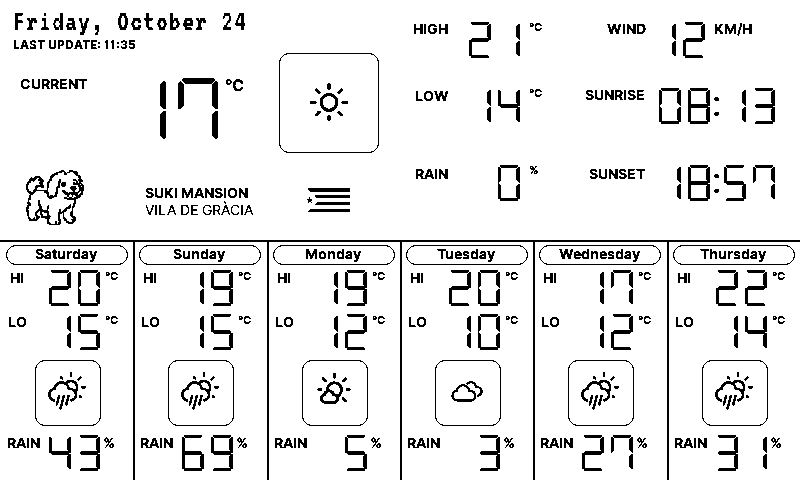 Friday, October 24
LAST UPDATE: 11:35
CURRENT 17 °C
SUKI MANSION
VILA DE GRÀCIA
HIGH 21 °C
LOW 14 °C
RAIN 0 %
WIND 12 KM/H
SUNRISE 08:13
SUNSET 18:57
Saturday
HI 20 °C
LO 15 °C
RAIN 43 %
Sunday
HI 19 °C
LO 15 °C
RAIN 69 %
Monday
HI 19 °C
LO 12 °C
RAIN 5 %
Tuesday
HI 20 °C
LO 10 °C
RAIN 3 %
Wednesday
HI 17 °C
LO 12 °C
RAIN 27 %
Thursday
HI 22 °C
LO 14 °C
RAIN 31 %